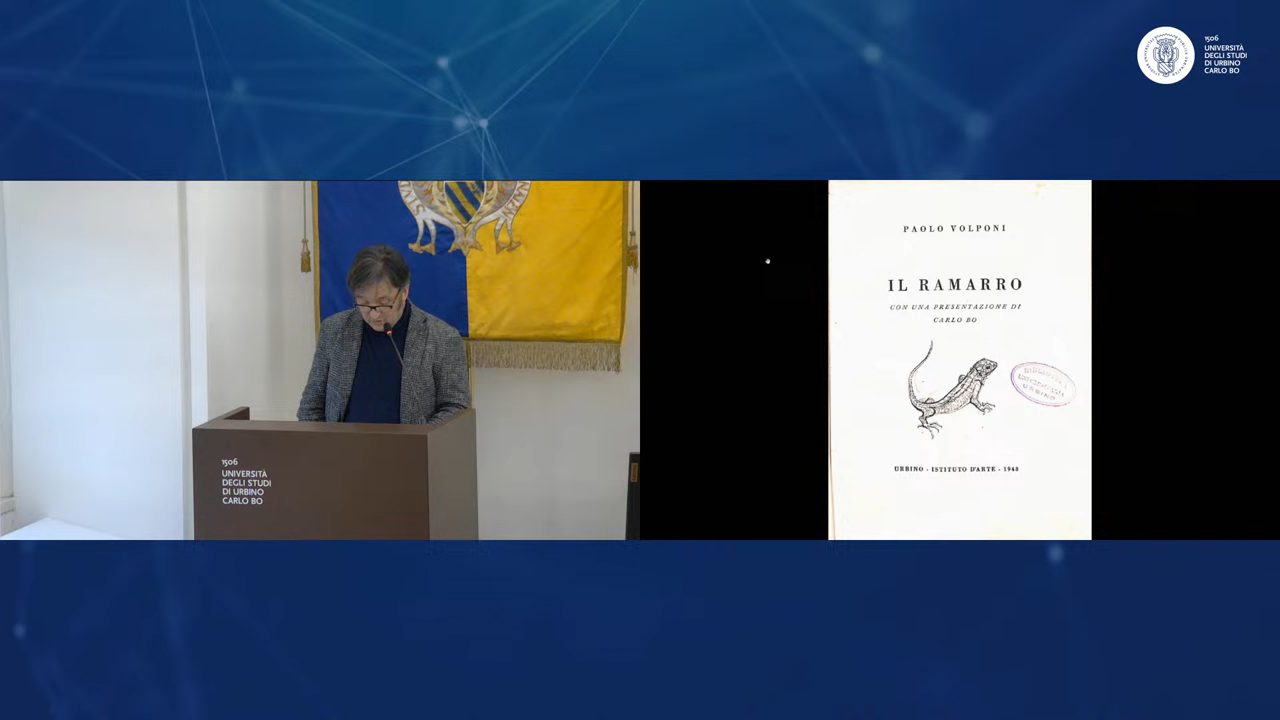 1506
UNIVERSITÀ
DEGLI STUDI
DI URBINO
CARLO BO
PAOLO VOLPONI
IL RAMARRO
CON UNA PRESENTAZIONE DI
CARLO BO
URBINO
URBINO - ISTITUTO D'ARTE - 1948
1506
UNIVERSITÀ
DEGLI STUDI
DI URBINO
CARLO BO